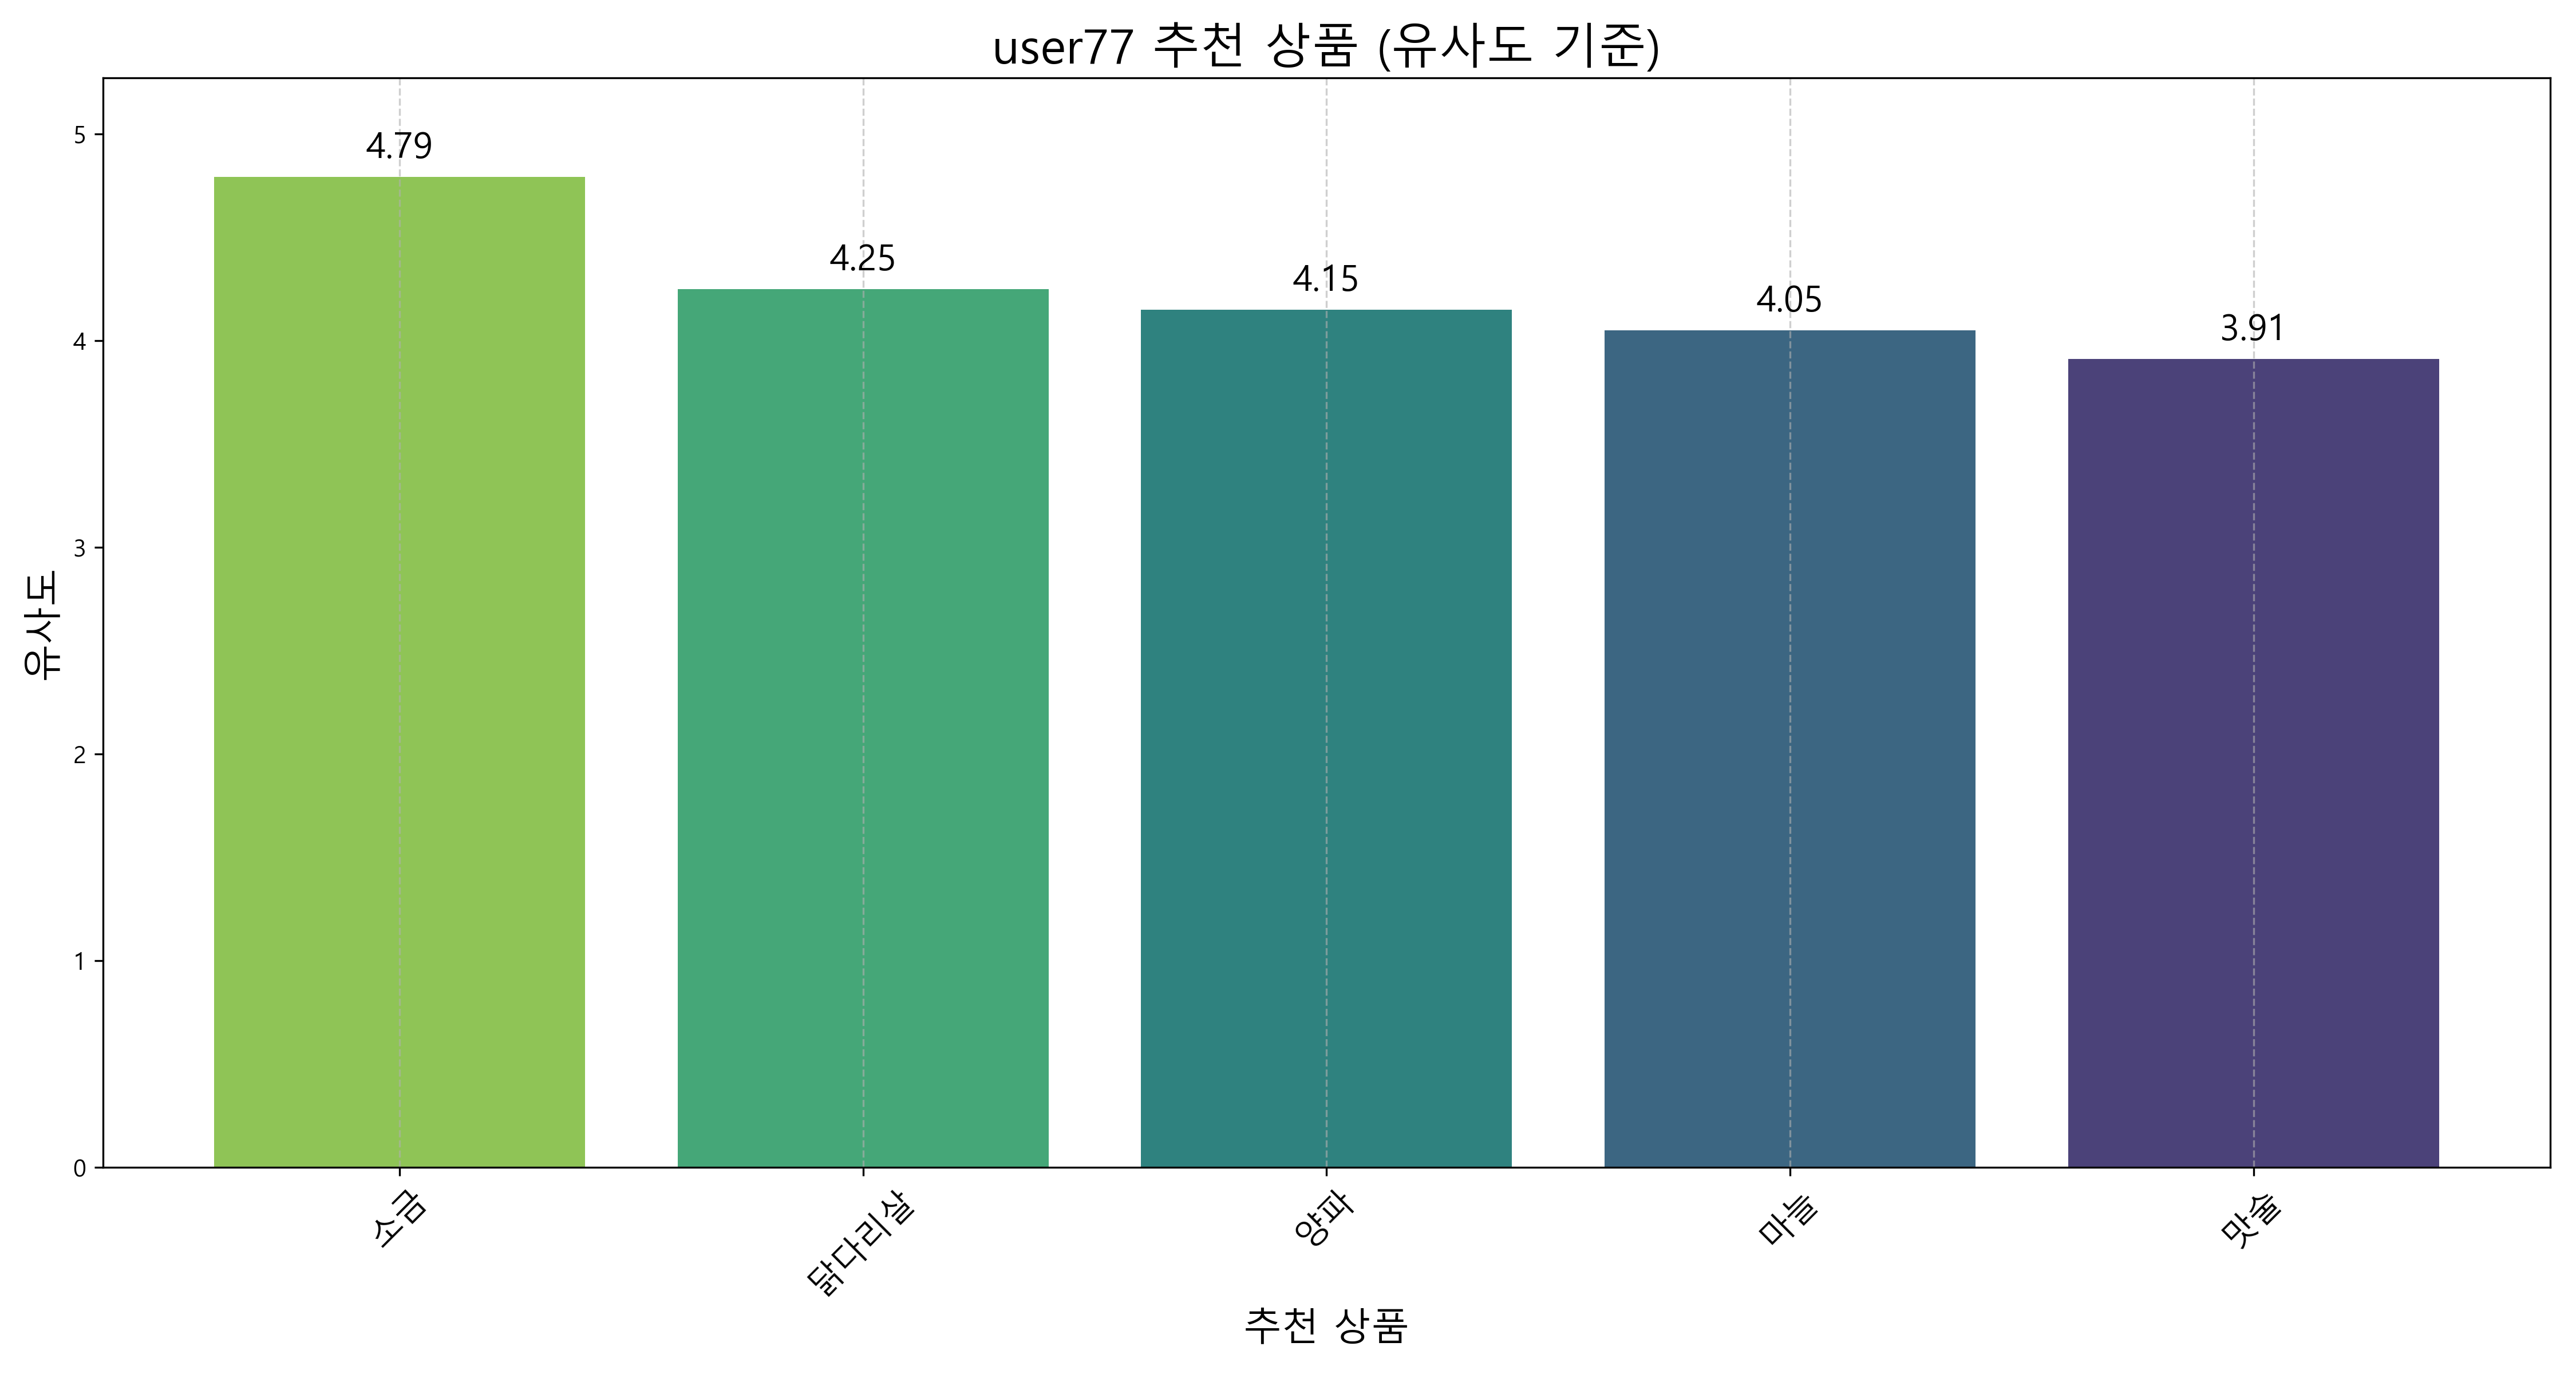 user77 추천 상품 (유사도 기준)
5
4
3
2
1
0
유사도
4.79
4.25
4.15
4.05
3.91
소금
닭다리살
양파
마늘
맛술
추천 상품